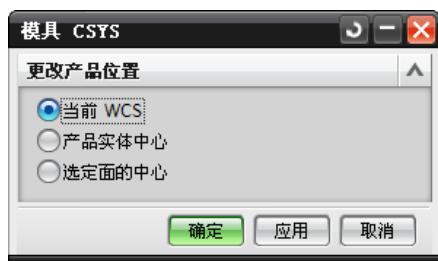 模具 CSYS
更改产品位置
当前 WCS
产品实体中心
选定面的中心
确定 应用 取消